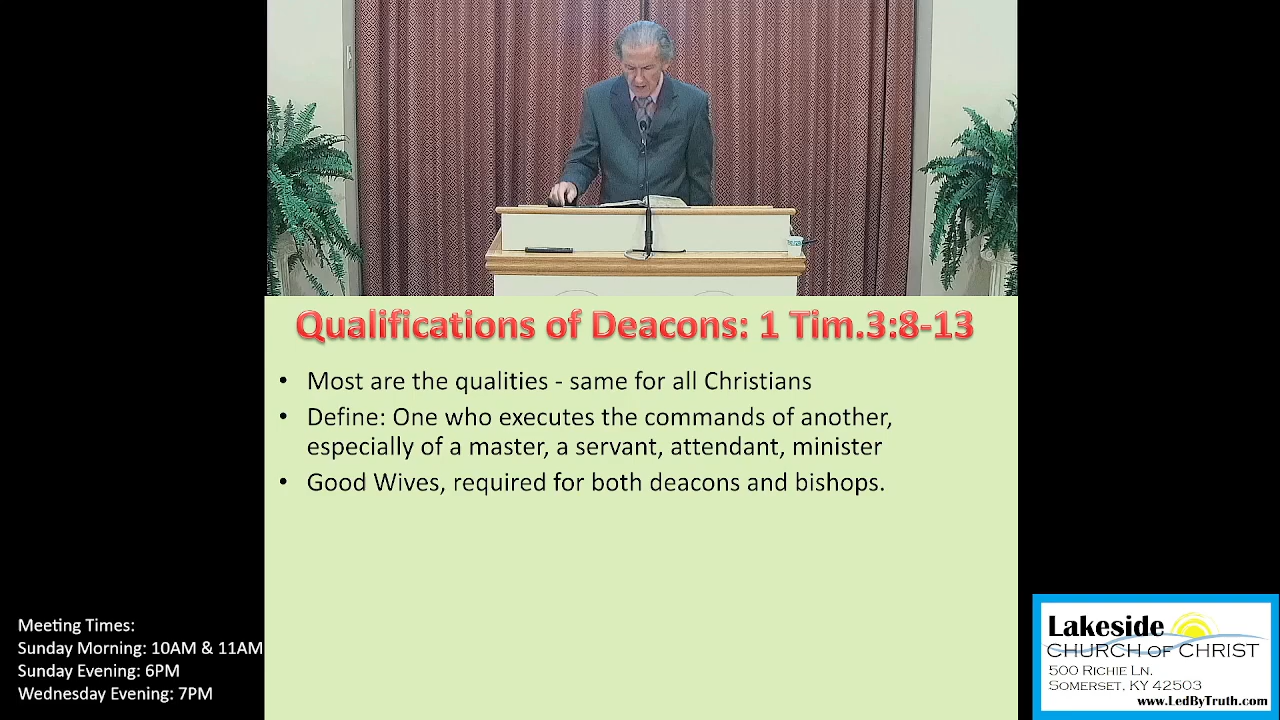 Qualifications of Deacons: 1 Tim.3:8-13
• Most are the qualities - same for all Christians
• Define: One who executes the commands of another,
especially of a master, a servant, attendant, minister
• Good Wives, required for both deacons and bishops.
Meeting Times:
Sunday Morning: 10AM & 11AM
Sunday Evening: 6PM
Wednesday Evening: 7PM
Lakeside
CHURCH OF CHRIST
500 RICHIE LN.
SOMERSET, KY 42503
www.LedByTruth.com